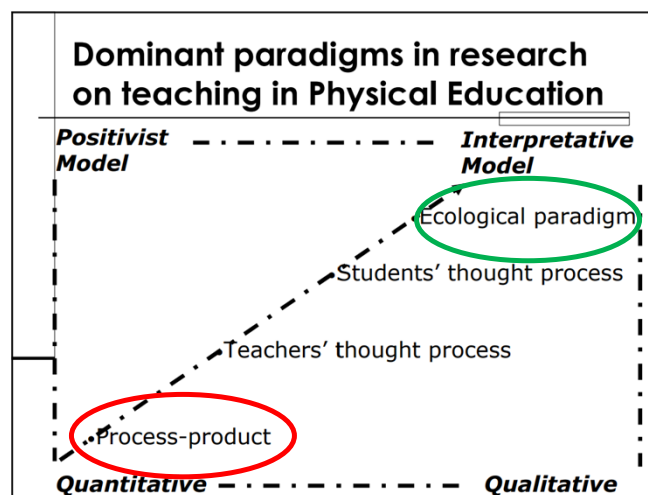 Dominant paradigms in research
on teaching in Physical Education
Positivist
Model
Interpretative
Model
Ecological paradigm
Students' thought process
Teachers' thought process
Process-product
Quantitative
Qualitative